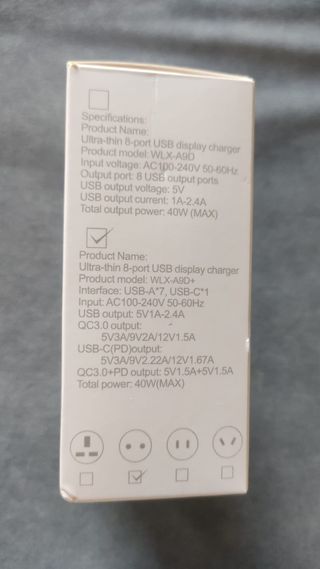 Specifications:
Product Name:
Ultra-thin 8-port USB display charger
Product model: WLX-A9D
Input voltage: AC100-240V 50-60Hz
Output port: 8 USB output ports
USB output voltage: 5V
USB output current: 1A-2.4A
Total output power: 40W (MAX)
Product Name:
Ultra-thin 8-port USB display charger
Product model: WLX-A9D+
Interface: USB-A*7, USB-C*1
Input: AC100-240V 50-60Hz
USB output: 5V1A-2.4A
QC3.0 output:
5V3A/9V2A/12V1.5A
USB-C(PD)output:
5V3A/9V2.22A/12V1.67A
QC3.0+PD output: 5V1.5A+5V1.5A
Total power: 40W(MAX)